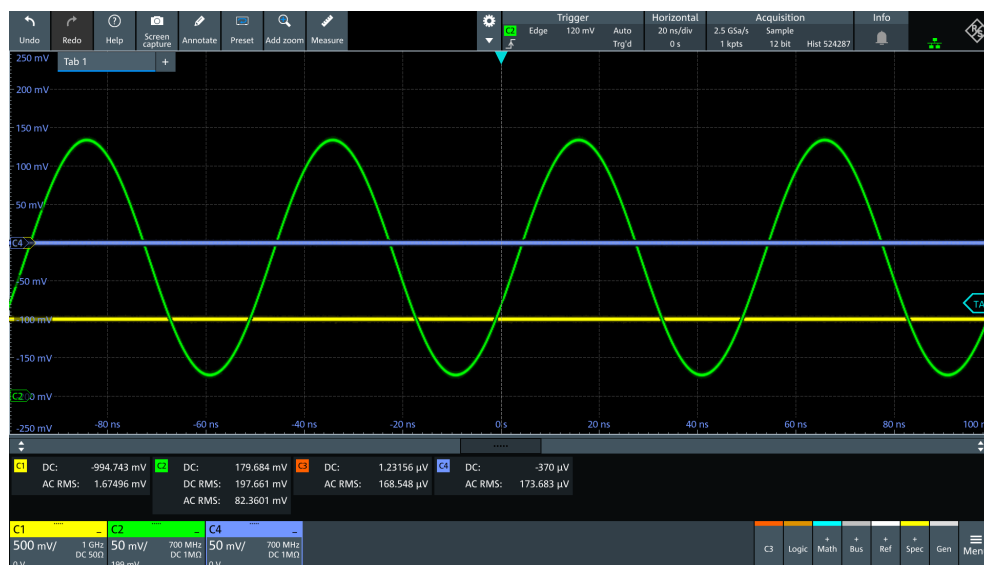 Undo Redo Help Screen capture Annotate Preset Add zoom Measure
Trigger Horizontal Acquisition Info
C2 Edge 120 mV Auto 20 ns/div 2.5 GSa/s Sample
Trig'd 0 s 1 kpts 12 bit Hist 524287
250 mV Tab 1 +
200 mV
150 mV
100 mV
50 mV
C4
-50 mV
TA
-100 mV
-150 mV
C2
-250 mV -80 ns -60 ns -40 ns -20 ns 0 s 20 ns 40 ns 60 ns 80 ns 100
C1 DC: -994.743 mV C2 DC: 179.684 mV C3 DC: 1.23156 µV C4 DC: -370 µV
AC RMS: 1.67496 mV DC RMS: 197.661 mV AC RMS: 168.548 µV AC RMS: 173.683 µV
AC RMS: 82.3601 mV
C1 C2 C4
500 mV/ 1 GHz 50 mV/ 700 MHz 50 mV/ 700 MHz
DC 50Ω DC 1MΩ DC 1MΩ
0 V 199 mV 0 V
C3 Logic + Math + Bus + Ref + Spec Gen Men